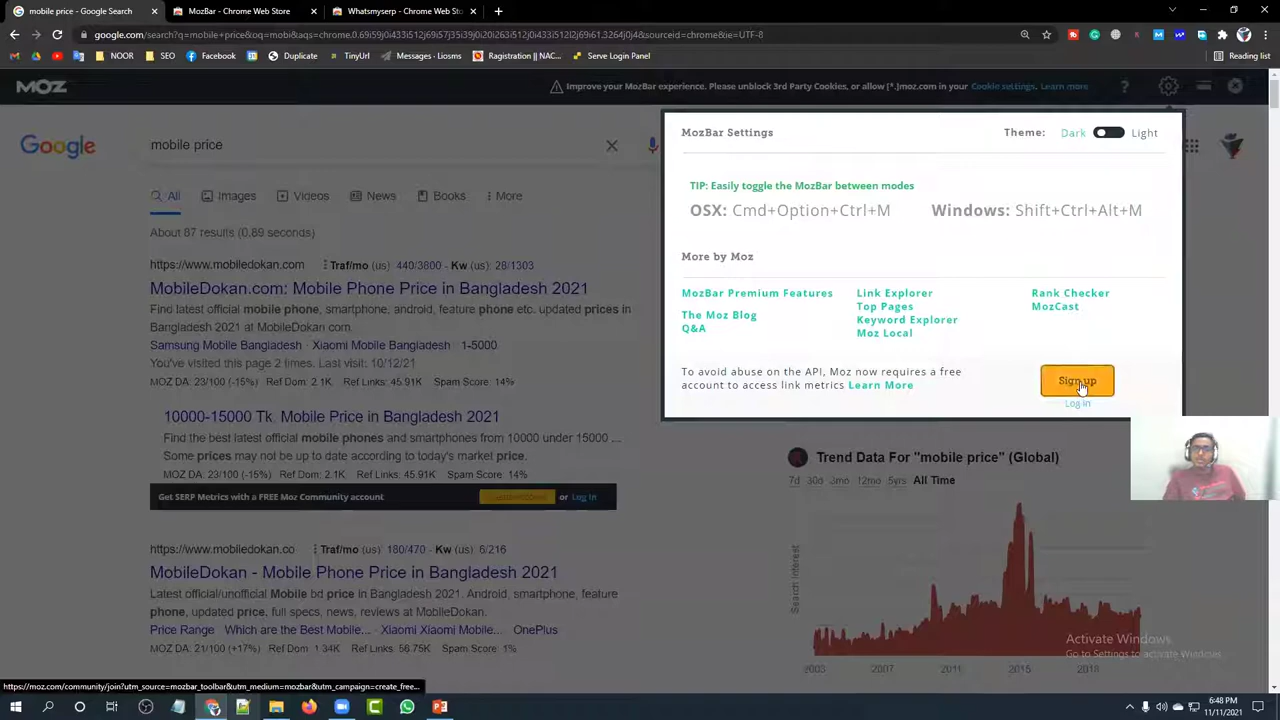 mobile price - Google Search
MozBar - Chrome Web Store
Whatsmyserp - Chrome Web Sto
google.com/search?q=mobile+price&oq=mobi&aqs=chrome.0.69i59j0i433i512j69i57j35i39j0i20i263i512j0i433i512l2j69i61.3264j0j4&sourceid=chrome&ie=UTF-8
NOOR
SEO
Facebook
Duplicate
TinyUrl
Messages - Liosms
Registration || NAC...
Serve Login Panel
Reading list
MOZ
Improve your MozBar experience. Please unblock 3rd Party Cookies, or allow [*.]moz.com in your Cookie settings. Learn more
Google
mobile price
All
Images
Videos
News
Books
More
About 87 results (0.89 seconds)
https://www.mobiledokan.com
Traf/mo (us) 440/3800 - Kw (us): 28/1303
MobileDokan.com: Mobile Phone Price in Bangladesh 2021
Find latest official mobile phones, android, feature phone etc. updated prices in
Bangladesh at MobileDokan.com.
Samsung Mobile Bangladesh · Xiaomi Mobile Bangladesh · 1-5000
You've visited this page 2 times. Last visit: 10/12/21
MOZ DA: 23/100 (-15%) Ref Dom: 2.1K Ref Links: 45.91K Spam Score: 14%
10000-15000 Tk. Mobile Phone Price in Bangladesh 2021
Find the best latest official mobile phones and smartphones from 10000 under 15000 ...
Some prices may not be up to date according to today's market price.
MOZ DA: 23/100 (-15%) Ref Dom: 2.1K Ref Links: 45.91K Spam Score: 14%
Get SERP Metrics with a FREE Moz Community account
or Log In
https://www.mobiledokan.co
Traf/mo (us) 180/470 - Kw (us): 6/216
MobileDokan - Mobile Phone Price in Bangladesh 2021
Latest official/unofficial Mobile bd price in Bangladesh 2021. Android, smartphone, feature
phone, updated price, full specs, news, reviews at MobileDokan.
Price Range · Which are the Best Mobile... · Xiaomi Xiaomi Mobile... · OnePlus
MOZ DA: 21/100 (+17%) Ref Dom: 1.34K Ref Links: 56.75K Spam Score: 1%
MozBar Settings
Theme: Dark Light
TIP: Easily toggle the MozBar between modes
OSX: Cmd+Option+Ctrl+M Windows: Shift+Ctrl+Alt+M
More by Moz
MozBar Premium Features
The Moz Blog
Q&A
Link Explorer
Top Pages
Keyword Explorer
Moz Local
Rank Checker
MozCast
To avoid abuse on the API, Moz now requires a free
account to access link metrics Learn More
Sign up
Log in
Trend Data For "mobile price" (Global)
7d 30d 3mo 12mo 5yrs All Time
Search Interest
2003 2007 2011 2015 2018
Activate Windows
Go to Settings to activate Windows.
https://moz.com/community/join?utm_source=mozbar_toolbar&utm_medium=mozbar&utm_campaign=create_free...
6:48 PM
11/11/2021